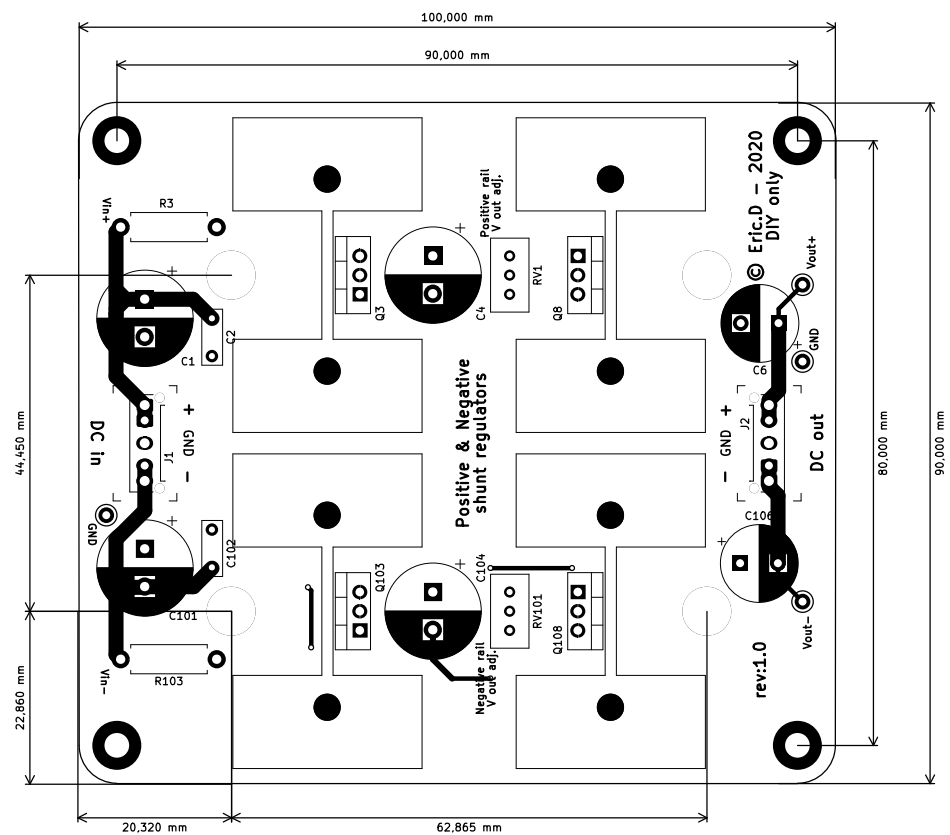 100,000 mm
90,000 mm
© Eric.D - 2020
DIY only
Positive rail
V out adj.
Vin+
R3
Vout+
RV1
Q3
C4
Q8
C2
C1
GND
C6
Positive & Negative
shunt regulators
DC in
+ GND -
J1
- GND +
J2
DC out
44,450 mm
80,000 mm
90,000 mm
GND
C106
C102
C104
Q103
C101
RV101
Q108
Vout-
Negative rail
V out adj.
rev:1.0
Vin-
R103
22,860 mm
20,320 mm
62,865 mm